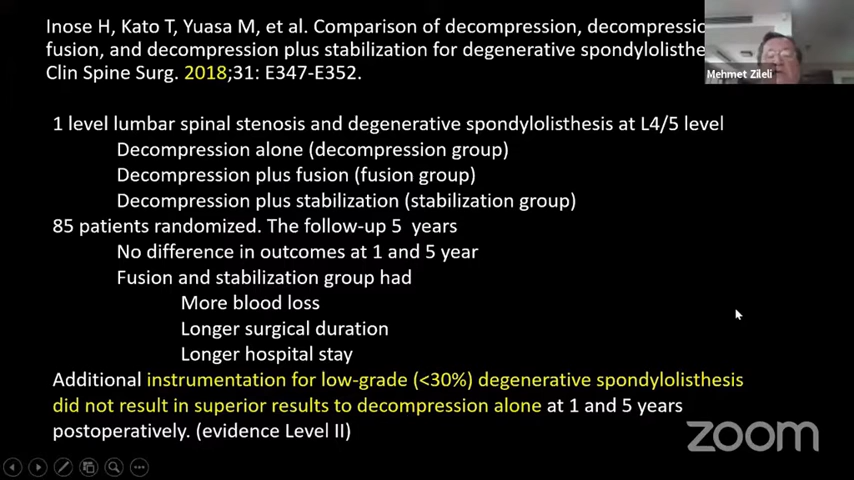 Inose H, Kato T, Yuasa M, et al. Comparison of decompression,
fusion, and decompression plus stabilization for degenerative
Clin Spine Surg. 2018;31: E347-E352.
Mehmet Zileli
1 level lumbar spinal stenosis and degenerative spondylolisthesis at L4/5 level
Decompression alone (decompression group)
Decompression plus fusion (fusion group)
Decompression plus stabilization (stabilization group)
85 patients randomized. The follow-up 5 years
No difference in outcomes at 1 and 5 year
Fusion and stabilization group had
More blood loss
Longer surgical duration
Longer hospital stay
Additional instrumentation for low-grade (<30%) degenerative spondylolisthesis
did not result in superior results to decompression alone at 1 and 5 years
postoperatively. (evidence Level II)
zoom